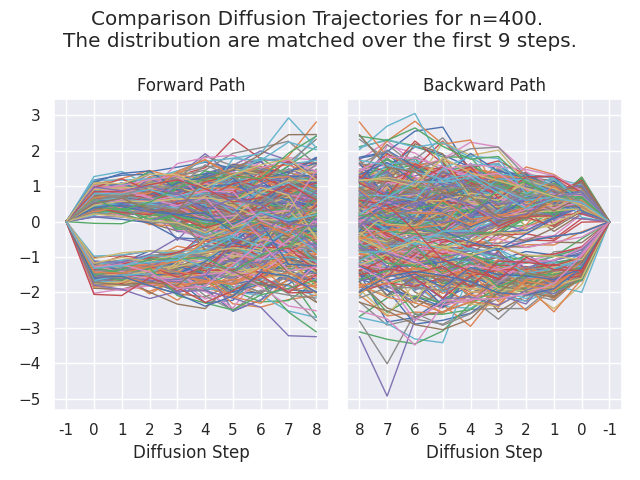 Comparison Diffusion Trajectories for n=400.
The distribution are matched over the first 9 steps.
Forward Path
Backward Path
3
2
1
0
−1
−2
−3
−4
−5
-1 0 1 2 3 4 5 6 7 8
8 7 6 5 4 3 2 1 0 -1
Diffusion Step
Diffusion Step